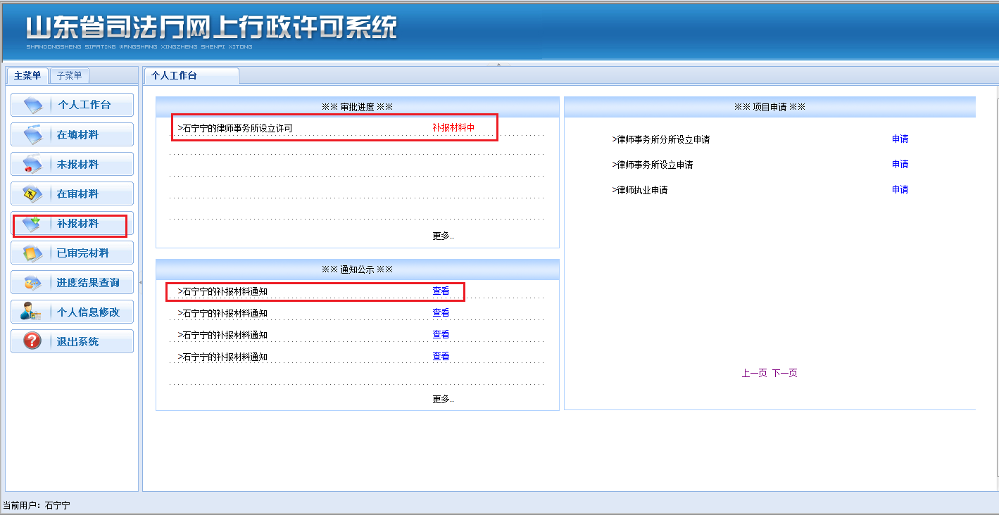 山东省司法厅网上行政许可系统
SHANDONGSHENG SIFATING WANGSHANG XINGZHENG SHENPI XITONG
主菜单 子菜单
个人工作台
在填材料
未报材料
在审材料
补报材料
已审完材料
进度结果查询
个人信息修改
退出系统
个人工作台
※※ 审批进度 ※※
>石宁宁的律师事务所设立许可 补报材料中
更多..
※※ 通知公示 ※※
>石宁宁的补报材料通知 查看
>石宁宁的补报材料通知 查看
>石宁宁的补报材料通知 查看
>石宁宁的补报材料通知 查看
更多..
※※ 项目申请 ※※
>律师事务所分所设立申请 申请
>律师事务所设立申请 申请
>律师执业申请 申请
上一页 下一页
当前用户：石宁宁